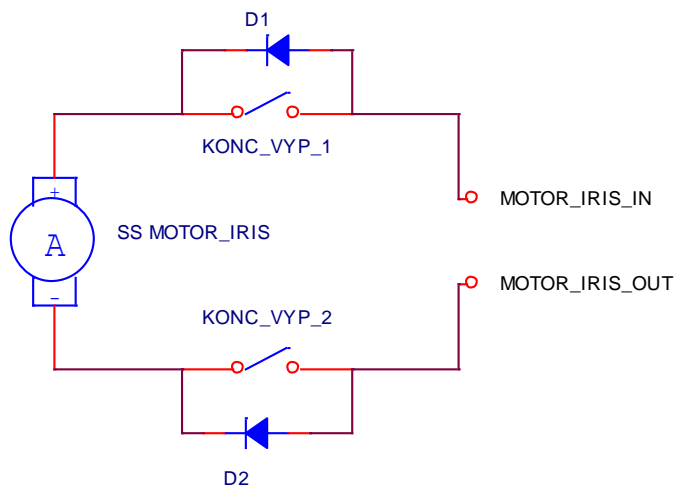 D1
KONC_VYP_1
+
MOTOR_IRIS_IN
SS MOTOR_IRIS
A
MOTOR_IRIS_OUT
-
KONC_VYP_2
D2